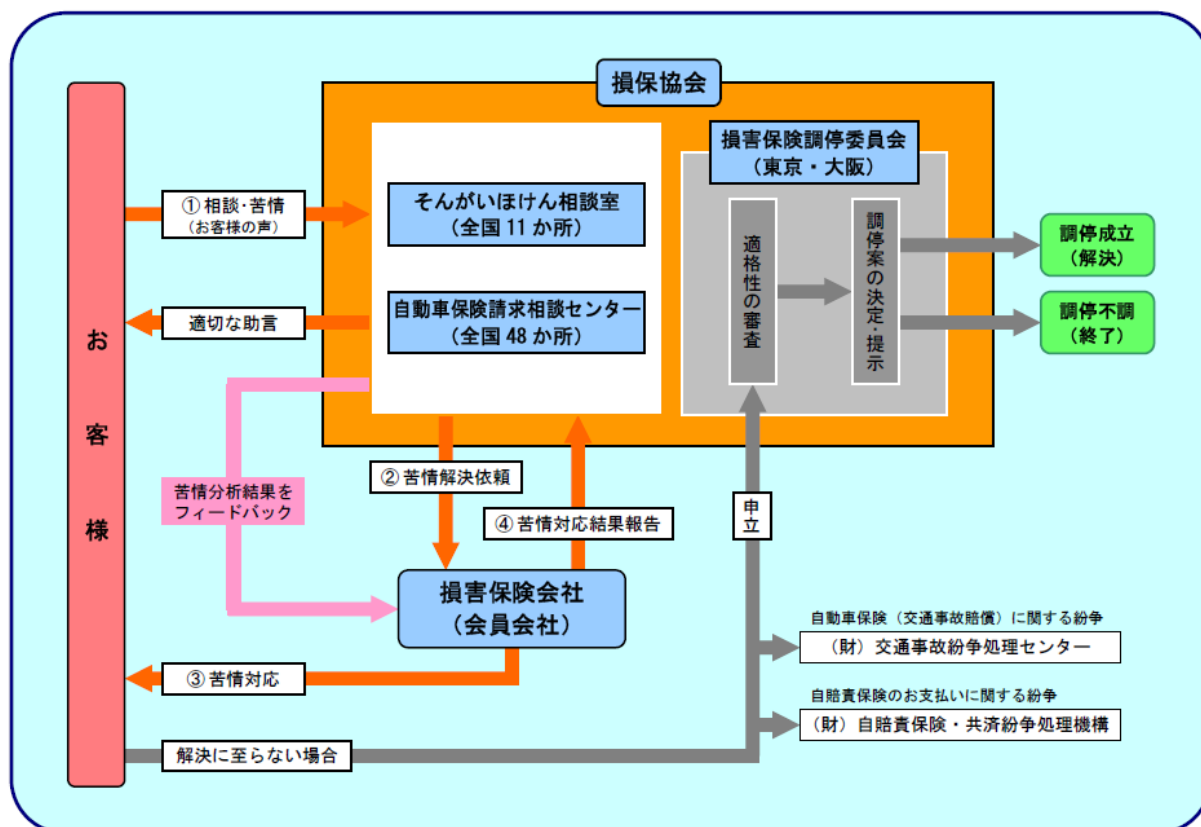 損保協会
損害保険調停委員会
（東京・大阪）
そんがいほけん相談室
（全国 11 か所）
自動車保険請求相談センター
（全国 48 か所）
適格性の審査
調停案の決定・提示
調停成立
（解決）
調停不調
（終了）
お客様
① 相談・苦情
（お客様の声）
適切な助言
苦情分析結果を
フィードバック
② 苦情解決依頼
④ 苦情対応結果報告
申立
損害保険会社
（会員会社）
③ 苦情対応
解決に至らない場合
自動車保険（交通事故賠償）に関する紛争
（財）交通事故紛争処理センター
自賠責保険のお支払いに関する紛争
（財）自賠責保険・共済紛争処理機構